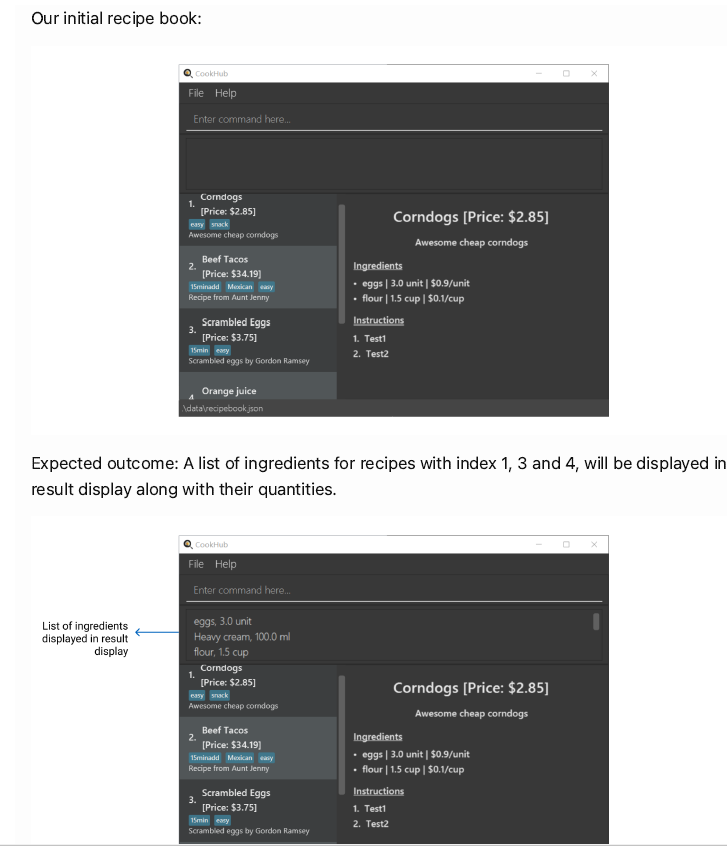 Our initial recipe book:
CookHub
File Help
Enter command here...
1. Corndogs
[Price: $2.85]
easy snack
Awesome cheap corndogs
2. Beef Tacos
[Price: $34.19]
15minadd Mexican easy
Recipe from Aunt Jenny
3. Scrambled Eggs
[Price: $3.75]
15min easy
Scrambled eggs by Gordon Ramsey
4. Orange juice
Corndogs [Price: $2.85]
Awesome cheap corndogs
Ingredients
• eggs | 3.0 unit | $0.9/unit
• flour | 1.5 cup | $0.1/cup
Instructions
1. Test1
2. Test2
\data\recipebook.json
Expected outcome: A list of ingredients for recipes with index 1, 3 and 4, will be displayed in
result display along with their quantities.
List of ingredients
displayed in result
display
CookHub
File Help
Enter command here...
eggs, 3.0 unit
Heavy cream, 100.0 ml
flour, 1.5 cup
1. Corndogs
[Price: $2.85]
easy snack
Awesome cheap corndogs
2. Beef Tacos
[Price: $34.19]
15minadd Mexican easy
Recipe from Aunt Jenny
3. Scrambled Eggs
[Price: $3.75]
15min easy
Scrambled eggs by Gordon Ramsey
Corndogs [Price: $2.85]
Awesome cheap corndogs
Ingredients
• eggs | 3.0 unit | $0.9/unit
• flour | 1.5 cup | $0.1/cup
Instructions
1. Test1
2. Test2